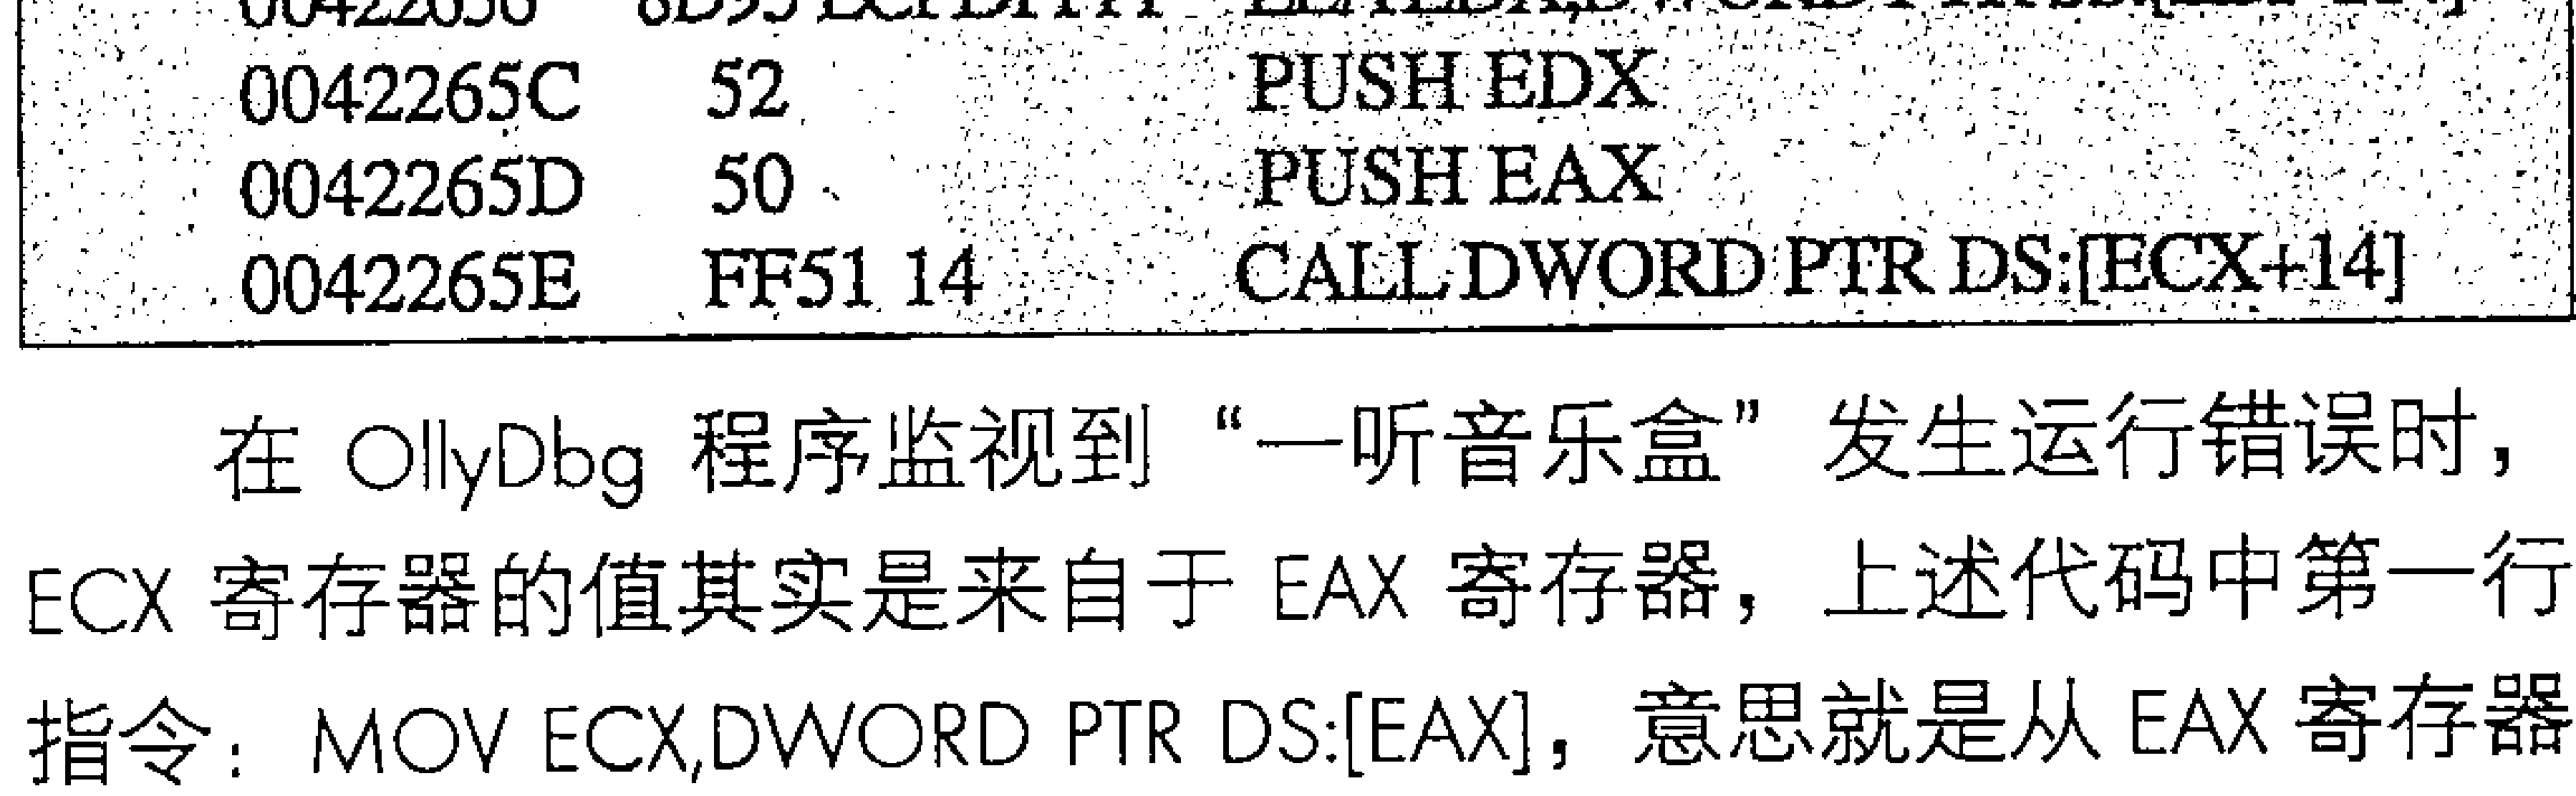 0042265C 52 PUSH EDX
0042265D 50 PUSH EAX
0042265E FF51 14 CALL DWORD PTR DS:[ECX+14]
在 OllyDbg 程序监视到“一听音乐盒”发生运行错误时，
ECX 寄存器的值其实是来自于 EAX 寄存器，上述代码中第一行
指令：MOV ECX,DWORD PTR DS:[EAX]，意思就是从 EAX 寄存器